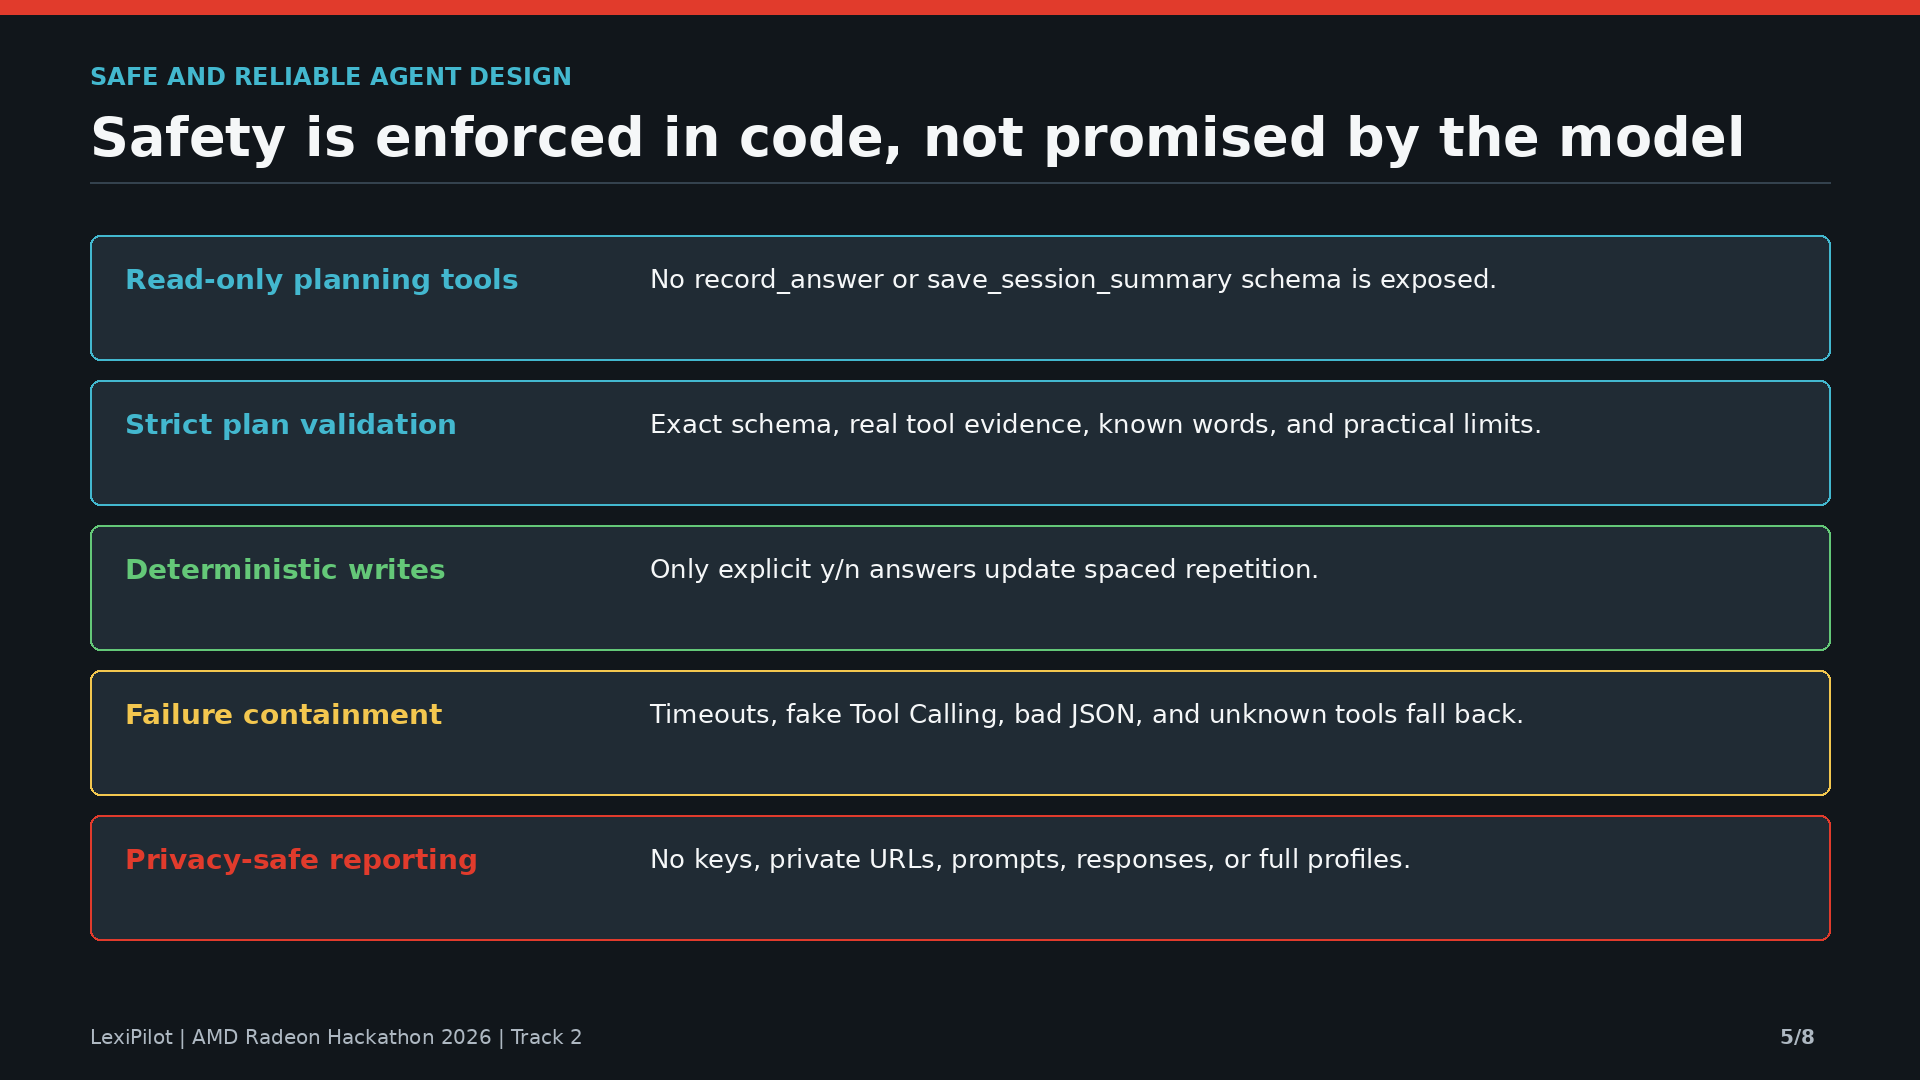 SAFE AND RELIABLE AGENT DESIGN
Safety is enforced in code, not promised by the model
Read-only planning tools
No record_answer or save_session_summary schema is exposed.
Strict plan validation
Exact schema, real tool evidence, known words, and practical limits.
Deterministic writes
Only explicit y/n answers update spaced repetition.
Failure containment
Timeouts, fake Tool Calling, bad JSON, and unknown tools fall back.
Privacy-safe reporting
No keys, private URLs, prompts, responses, or full profiles.
LexiPilot | AMD Radeon Hackathon 2026 | Track 2
5/8